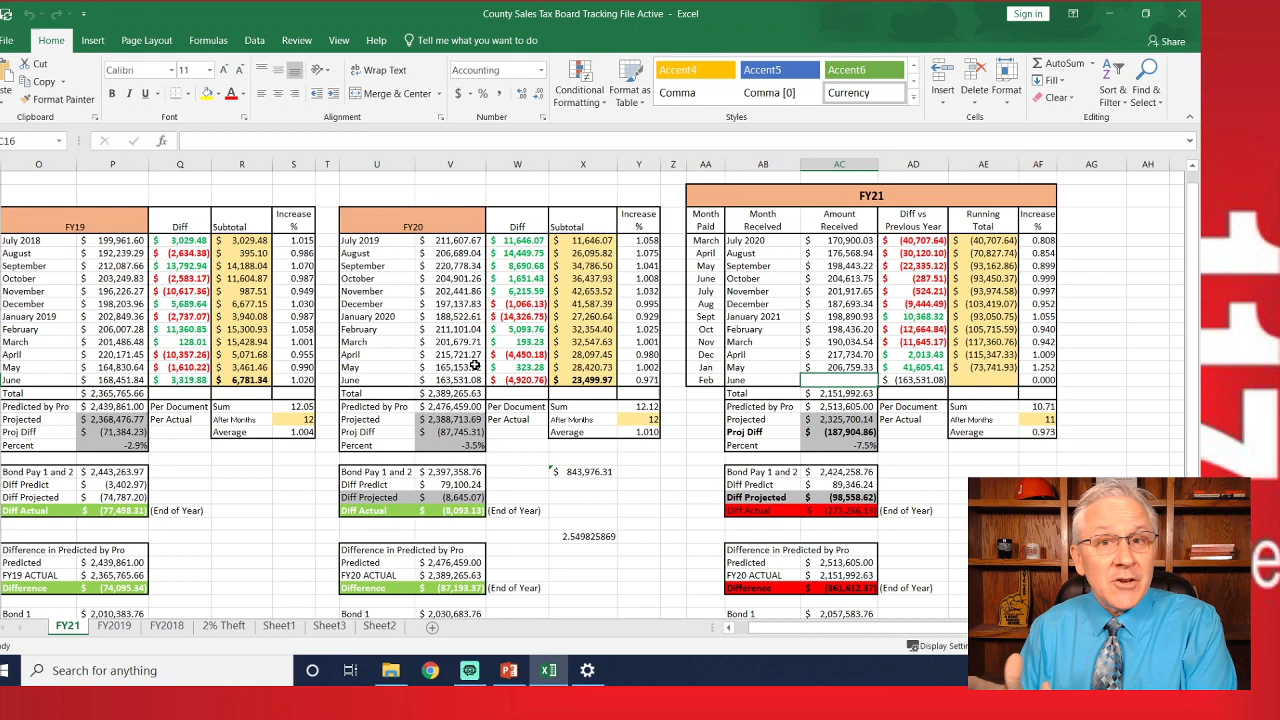 County Sales Tax Board Tracking File Active - Excel
Sign in
File Home Insert Page Layout Formulas Data Review View Help Tell me what you want to do
Share
Cut
Copy
Format Painter
Clipboard
Calibri 11
B I U
Font
Wrap Text
Merge & Center
Alignment
Accounting
$ % ,
Number
Conditional Formatting
Format as Table
Accent4 Accent5 Accent6
Comma Comma [0] Currency
Styles
Insert Delete Format
Cells
AutoSum
Fill
Clear
Sort & Filter
Find & Select
Editing
C16 fx
O P Q R S T U V W X Y Z AA AB AC AD AE AF AG AH
FY21
FY19 Diff Subtotal Increase %
July 2018 $ 199,961.60 $ 3,029.48 $ 3,029.48 1.015
August $ 192,239.29 $ (2,634.38) $ 395.10 0.986
September $ 212,087.66 $ 13,792.94 $ 14,188.04 1.070
October $ 203,249.83 $ (2,583.17) $ 11,604.87 0.987
November $ 196,226.27 $ (10,617.36) $ 987.51 0.949
December $ 198,203.96 $ 5,689.64 $ 6,677.15 1.030
January 2019 $ 202,849.36 $ (2,737.07) $ 3,940.08 0.987
February $ 206,007.28 $ 11,360.85 $ 15,300.93 1.058
March $ 201,486.48 $ 128.01 $ 15,428.94 1.001
April $ 220,171.45 $ (10,357.26) $ 5,071.68 0.955
May $ 164,830.64 $ (1,610.22) $ 3,461.46 0.990
June $ 168,451.84 $ 3,319.88 $ 6,781.34 1.020
Total $ 2,365,765.66
Predicted by Pro $ 2,439,861.00 Per Document Sum 12.05
Projected $ 2,368,476.77 Per Actual After Months 12
Proj Diff $ (71,384.23) Average 1.004
Percent -2.9%
Bond Pay 1 and 2 $ 2,443,263.97
Diff Predict $ (3,402.97)
Diff Projected $ (74,787.20)
Diff Actual $ (77,498.31) (End of Year)
Difference in Predicted by Pro
Predicted $ 2,439,861.00
FY19 ACTUAL $ 2,365,765.66
Difference $ (74,095.34)
Bond 1 $ 2,010,383.76
FY20 Diff Subtotal Increase %
July 2019 $ 211,607.67 $ 11,646.07 $ 11,646.07 1.058
August $ 206,689.04 $ 14,449.75 $ 26,095.82 1.075
September $ 220,778.34 $ 8,690.68 $ 34,786.50 1.041
October $ 204,901.26 $ 1,651.43 $ 36,437.93 1.008
November $ 202,441.86 $ 6,215.59 $ 42,653.52 1.032
December $ 197,137.83 $ (1,066.13) $ 41,587.39 0.995
January 2020 $ 188,522.61 $ (14,326.75) $ 27,260.64 0.929
February $ 211,101.04 $ 5,093.76 $ 32,354.40 1.025
March $ 201,679.71 $ 193.23 $ 32,547.63 1.001
April $ 215,721.27 $ (4,450.18) $ 28,097.45 0.980
May $ 323.28 $ 28,420.73 1.002
June $ 163,531.08 $ (4,920.76) $ 23,499.97 0.971
Total $ 2,389,265.63
Predicted by Pro $ 2,476,459.00 Per Document Sum 12.12
Projected $ 2,388,713.69 Per Actual After Months 12
Proj Diff $ (87,745.31) Average 1.010
Percent -3.5%
Bond Pay 1 and 2 $ 2,397,358.76 $ 843,976.31
Diff Predict $ 79,100.24
Diff Projected $ (8,645.07)
Diff Actual $ (8,093.13) (End of Year)
2.549825869
Difference in Predicted by Pro
Predicted $ 2,476,459.00
FY20 ACTUAL $ 2,389,265.63
Difference $ (87,193.37) (End of Year)
Bond 1 $ 2,030,683.76
Month Paid Month Received Amount Received Diff vs Previous Year Running Total Increase %
March July 2020 $ 170,900.03 $ (40,707.64) $ (40,707.64) 0.808
April August $ 176,568.94 $ (30,120.10) $ (70,827.74) 0.854
May September $ 198,443.22 $ (22,335.12) $ (93,162.86) 0.899
June October $ 204,613.75 $ (287.51) $ (93,450.37) 0.999
July November $ 201,917.65 $ (524.21) $ (93,974.58) 0.997
Aug December $ 187,693.34 $ (9,444.49) $ (103,419.07) 0.952
Sept January 2021 $ 198,890.93 $ 10,368.32 $ (93,050.75) 1.055
Oct February $ 198,436.20 $ (12,664.84) $ (105,715.59) 0.940
Nov March $ 190,034.54 $ (11,645.17) $ (117,360.76) 0.942
Dec April $ 217,734.70 $ 2,013.43 $ (115,347.33) 1.009
Jan May $ 206,759.33 $ 41,605.41 $ (73,741.93) 1.252
Feb June $ (163,531.08) 0.000
Total $ 2,151,992.63
Predicted by Pro $ 2,513,605.00 Per Document Sum 10.71
Projected $ 2,325,700.14 Per Actual After Months 11
Proj Diff $ (187,904.86) Average 0.973
Percent -7.5%
Bond Pay 1 and 2 $ 2,424,258.76
Diff Predict $ 89,346.24
Diff Projected $ (98,558.62)
Diff Actual $ (272,266.13) (End of Year)
Difference in Predicted by Pro
Predicted $ 2,513,605.00
FY20 ACTUAL $ 2,151,992.63
Difference $ (361,612.37) (End of Year)
Bond 1 $ 2,057,583.76
FY21 FY2019 FY2018 2% Theft Sheet1 Sheet3 Sheet2
Display Setti
Search for anything